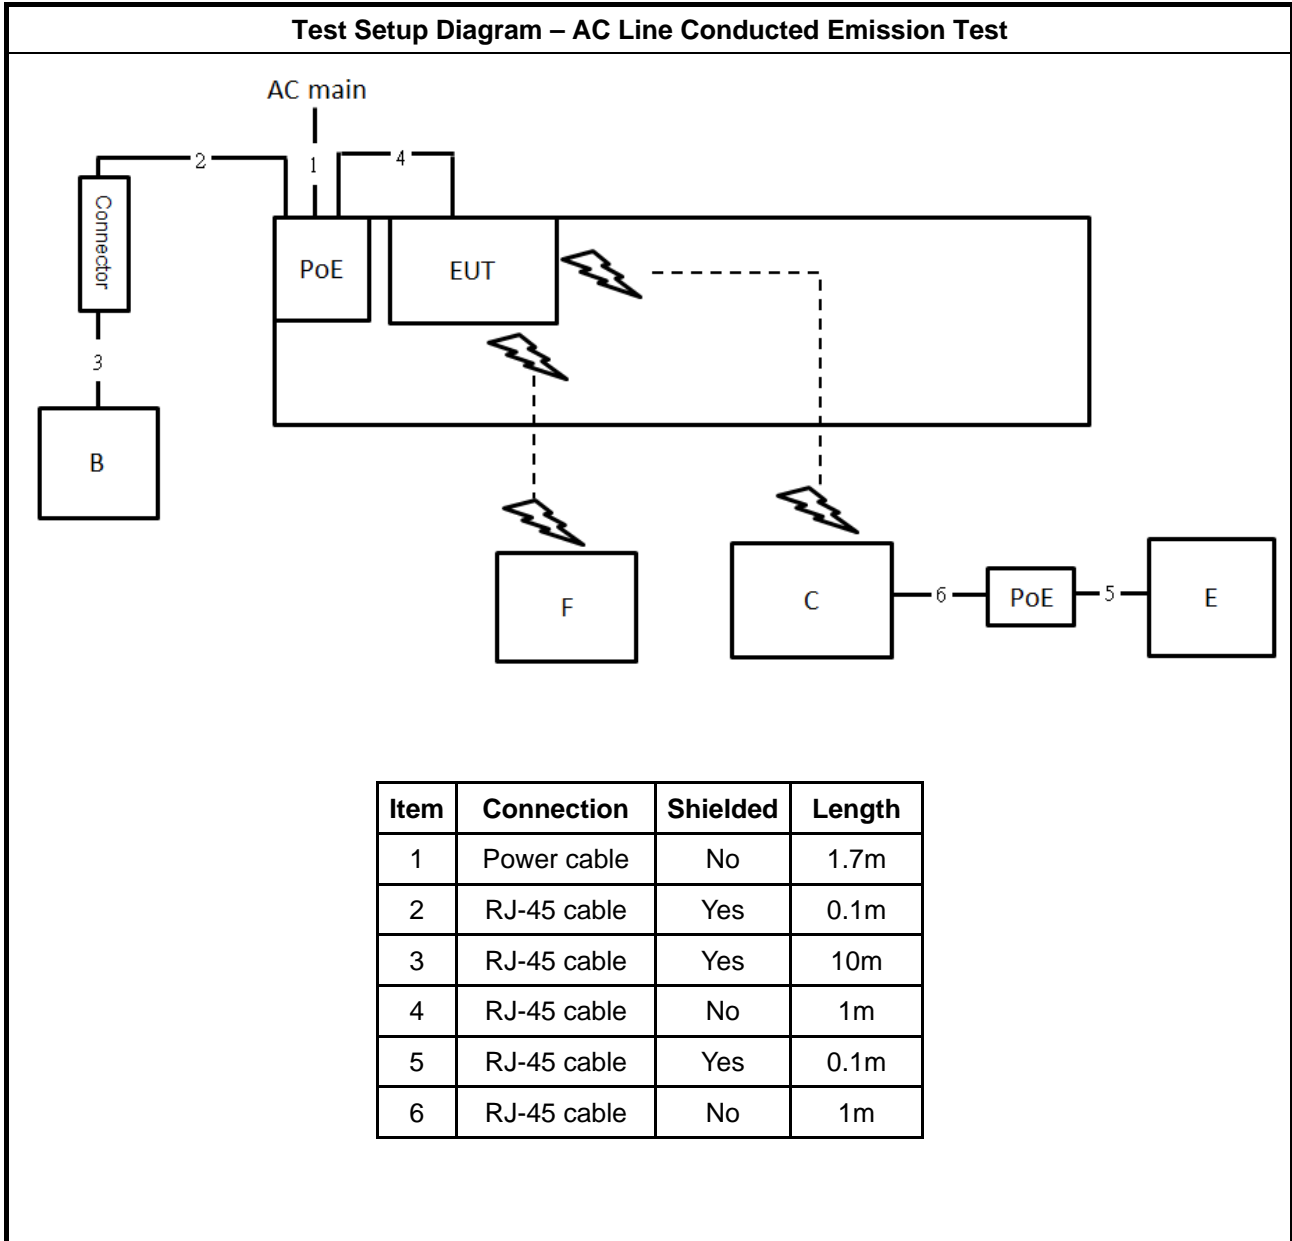 Test Setup Diagram – AC Line Conducted Emission Test
AC main
2
1
4
Connector
PoE
EUT
3
B
F
C
6
PoE
5
E
Item Connection Shielded Length
1 Power cable No 1.7m
2 RJ-45 cable Yes 0.1m
3 RJ-45 cable Yes 10m
4 RJ-45 cable No 1m
5 RJ-45 cable Yes 0.1m
6 RJ-45 cable No 1m